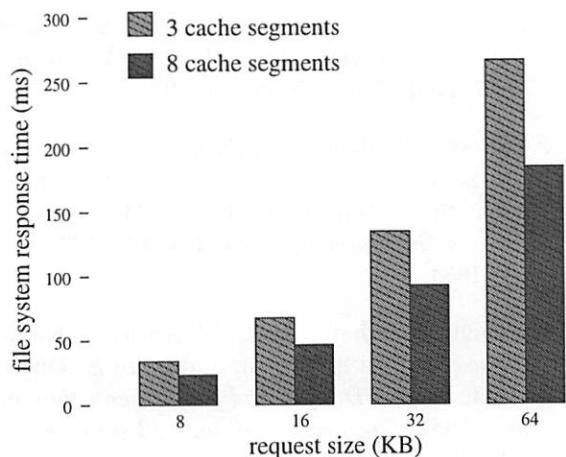 300
3 cache segments
8 cache segments
250
200
150
100
50
0
file system response time (ms)
8 16 32 64
request size (KB)